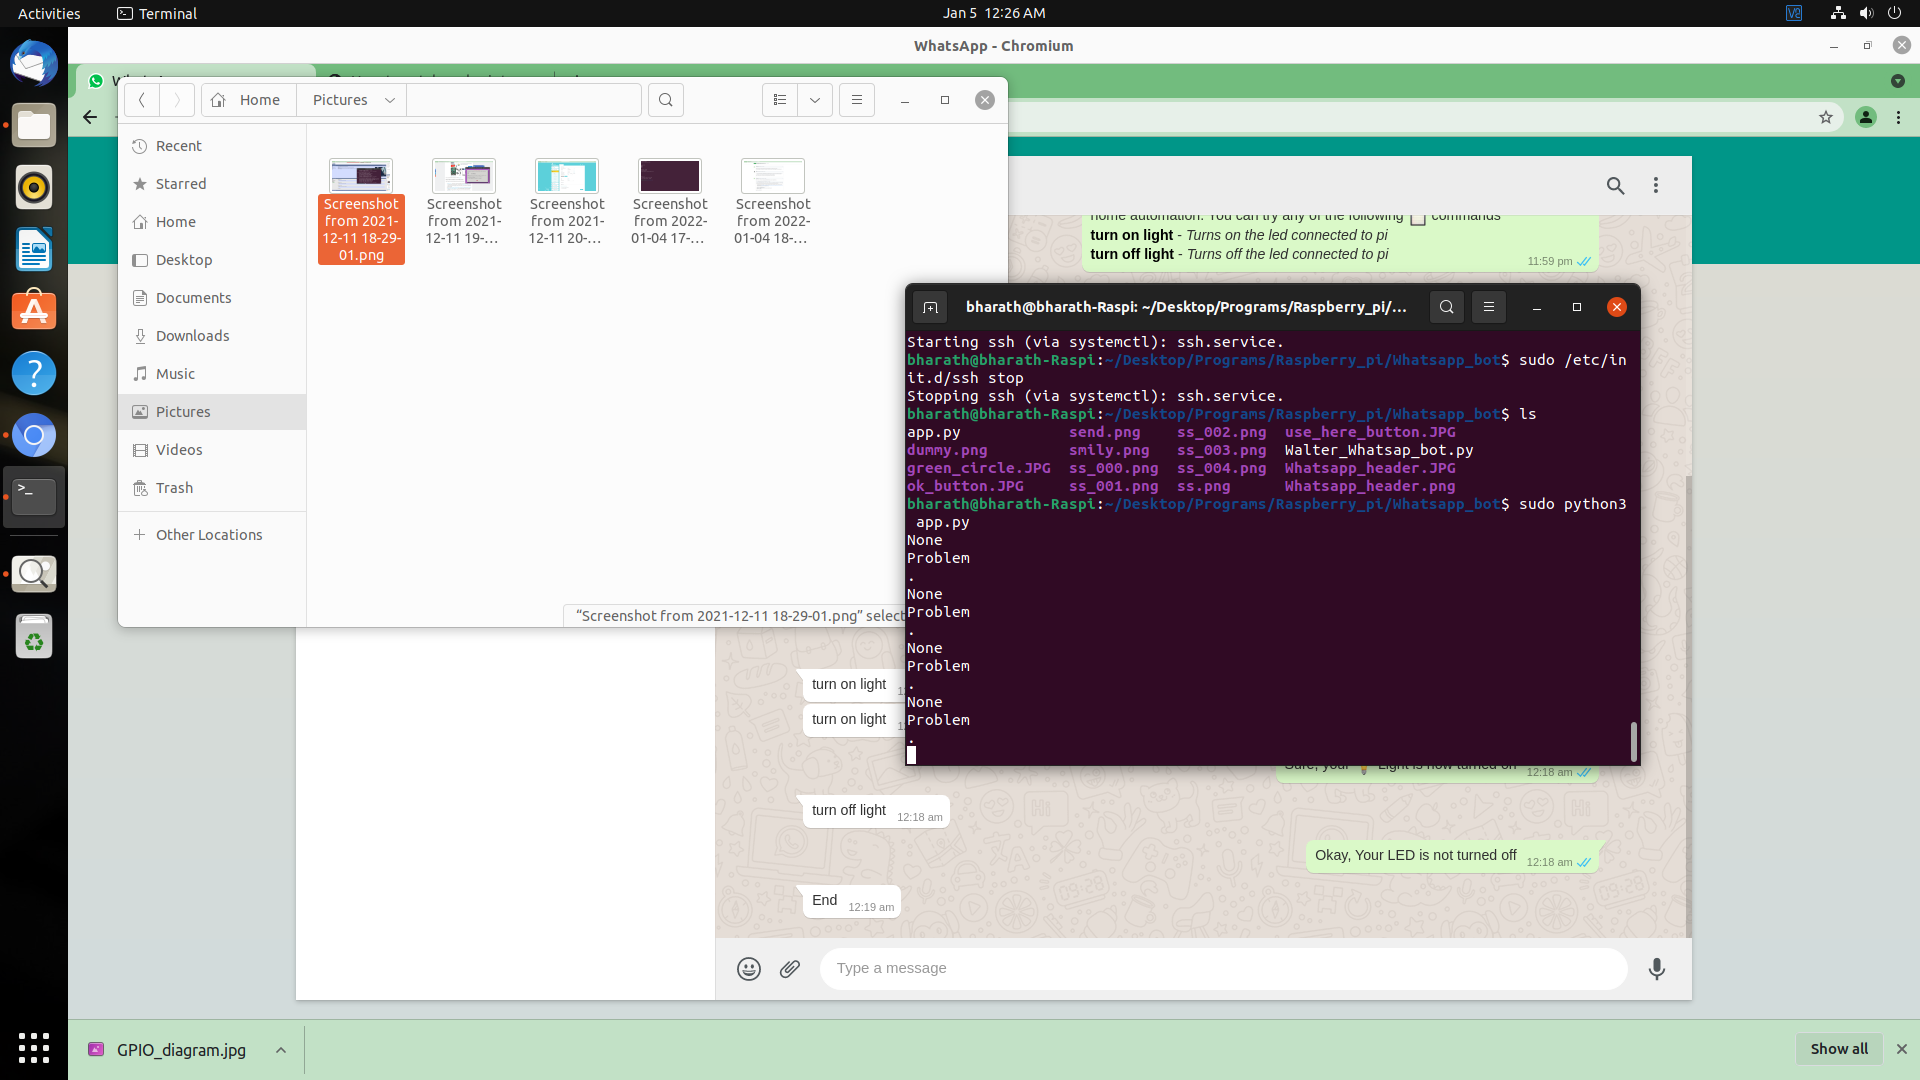 Activities
Terminal
Jan 5 12:26 AM
WhatsApp - Chromium
Home
Pictures
Recent
Starred
Home
Desktop
Documents
Downloads
Music
Pictures
Videos
Trash
Other Locations
Screenshot from 2021-12-11 18-29-01.png
Screenshot from 2021-12-11 19-...
Screenshot from 2021-12-11 20-...
Screenshot from 2022-01-04 17-...
Screenshot from 2022-01-04 18-...
“Screenshot from 2021-12-11 18-29-01.png” select
home automation. You can try any of the following commands
turn on light - Turns on the led connected to pi
turn off light - Turns off the led connected to pi
11:59 pm
bharath@bharath-Raspi: ~/Desktop/Programs/Raspberry_pi/...
Starting ssh (via systemctl): ssh.service.
bharath@bharath-Raspi:~/Desktop/Programs/Raspberry_pi/Whatsapp_bot$ sudo /etc/in
it.d/ssh stop
Stopping ssh (via systemctl): ssh.service.
bharath@bharath-Raspi:~/Desktop/Programs/Raspberry_pi/Whatsapp_bot$ ls
app.py send.png ss_002.png use_here_button.JPG
dummy.png smily.png ss_003.png Walter_Whatsap_bot.py
green_circle.JPG ss_000.png ss_004.png Whatsapp_header.JPG
ok_button.JPG ss_001.png ss.png Whatsapp_header.png
bharath@bharath-Raspi:~/Desktop/Programs/Raspberry_pi/Whatsapp_bot$ sudo python3
app.py
None
Problem
.
None
Problem
.
None
Problem
.
None
Problem
.
turn on light
turn on light
Sure, your Light is now turned on 12:18 am
turn off light 12:18 am
Okay, Your LED is not turned off 12:18 am
End 12:19 am
Type a message
GPIO_diagram.jpg
Show all